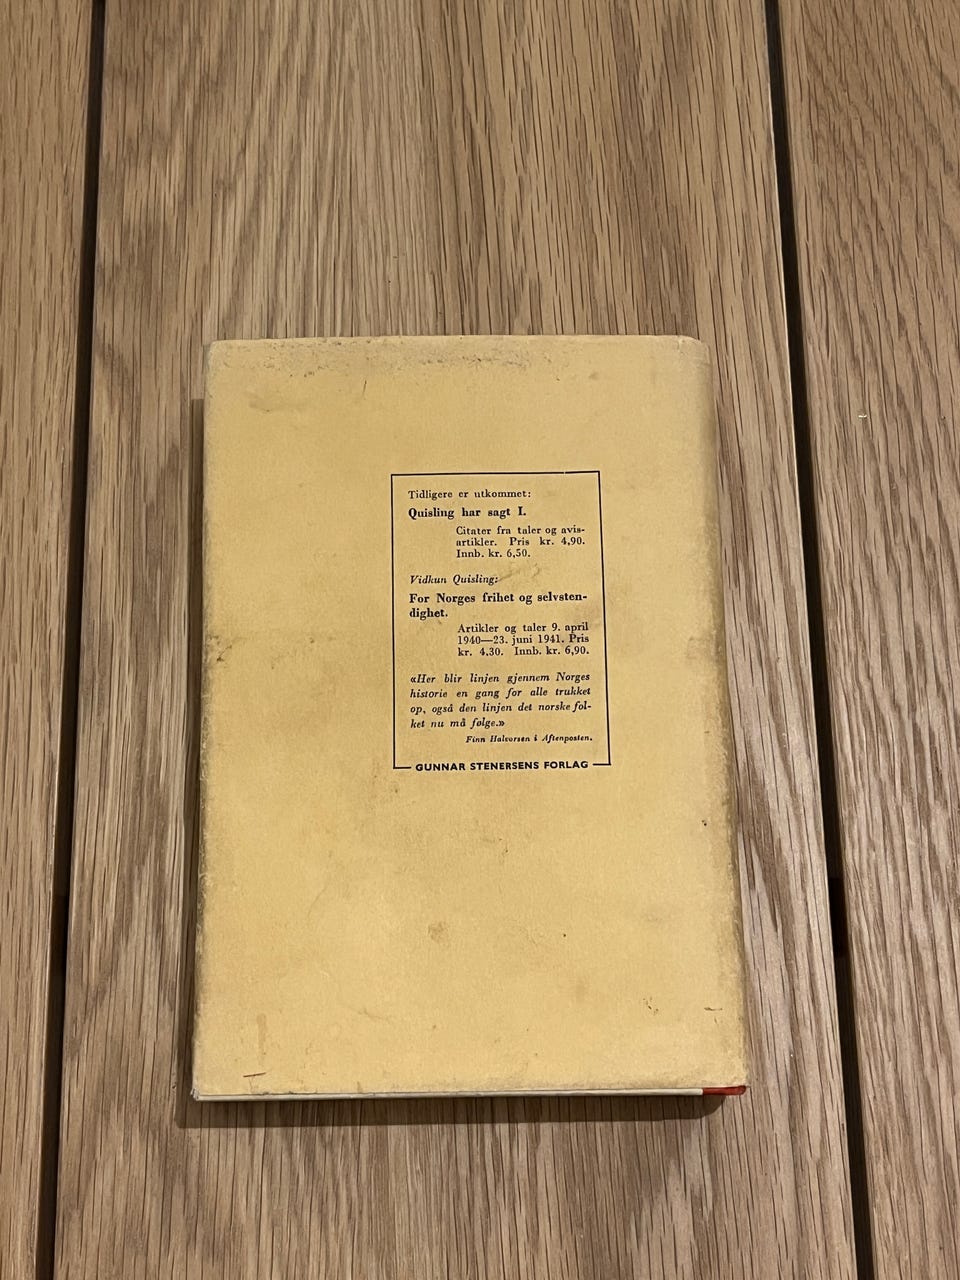 Tidligere er utkommet:
Quisling har sagt I.
Citater fra taler og avis-
artikler. Pris kr. 4,90.
Innb. kr. 6,50.
Vidkun Quisling:
For Norges frihet og selvsten-
dighet.
Artikler og taler 9. april
1940—23. juni 1941. Pris
kr. 4.30. Innb. kr. 6,90.
«Her blir linjen gjennem Norges
historie en gang for alle trukket
op, også den linjen det norske fol-
ket nu må følge.»
Finn Halvorsen i Aftenposten.
GUNNAR STENERSENS FORLAG